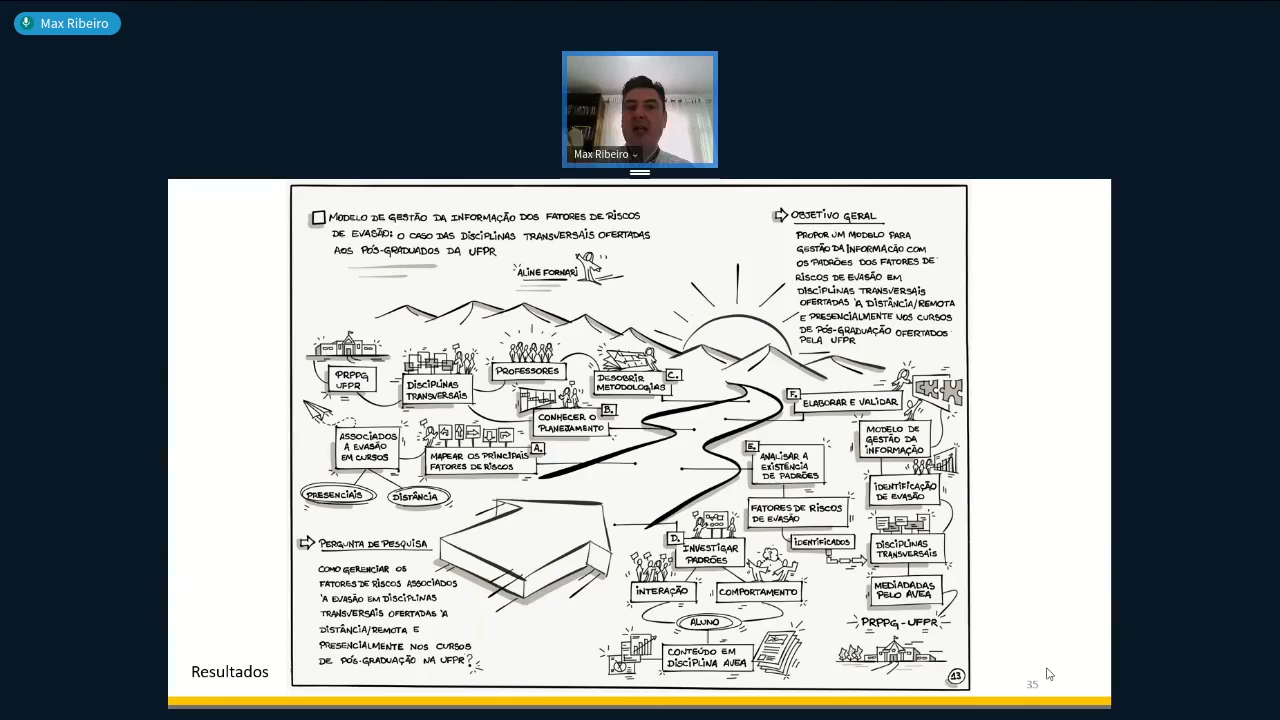 Max Ribeiro
Max Ribeiro
MODELO DE GESTÃO DA INFORMAÇÃO DOS FATORES DE RISCOS
DE EVASÃO: O CASO DAS DISCIPLINAS TRANSVERSAIS OFERTADAS
AOS PÓS-GRADUADOS DA UFPR
ALINE FORNARI
OBJETIVO GERAL
PROPOR UM MODELO PARA
GESTÃO DA INFORMAÇÃO COM
OS PADRÕES DOS FATORES DE
RISCOS DE EVASÃO EM
DISCIPLINAS TRANSVERSAIS
OFERTADAS 'A DISTÂNCIA/REMOTA
E PRESENCIALMENTE NOS CURSOS
DE PÓS-GRADUAÇÃO OFERTADOS
PELA UFPR
PRPPG
UFPR
DISCIPLINAS
TRANSVERSAIS
PROFESSORES
C.
DESOBRIR
METODOLOGIAS
B.
CONHECER O
PLANEJAMENTO
A.
MAPEAR OS PRINCIPAIS
FATORES DE RISCOS
ASSOCIADOS
A EVASÃO
EM CURSOS
PRESENCIAIS
DISTÂNCIA
F.
ELABORAR E VALIDAR
MODELO DE
GESTÃO DA
INFORMAÇÃO
IDENTIFICAÇÃO
DE EVASÃO
DISCIPLINAS
TRANSVERSAIS
MEDIADADAS
PELO AVEA
PRPPG-UFPR
E.
ANALISAR A
EXISTÊNCIA
DE PADRÕES
FATORES DE RISCOS
DE EVASÃO
IDENTIFICADOS
D.
INVESTIGAR
PADRÕES
INTERAÇÃO
COMPORTAMENTO
ALUNO
CONTEÚDO EM
DISCIPLINA AVEA
PERGUNTA DE PESQUISA
COMO GERENCIAR OS
FATORES DE RISCOS ASSOCIADOS
'A EVASÃO EM DISCIPLINAS
TRANSVERSAIS OFERTADAS 'A
DISTÂNCIA/REMOTA E
PRESENCIALMENTE NOS CURSOS
DE PÓS-GRADUAÇÃO NA UFPR?
13
Resultados
35